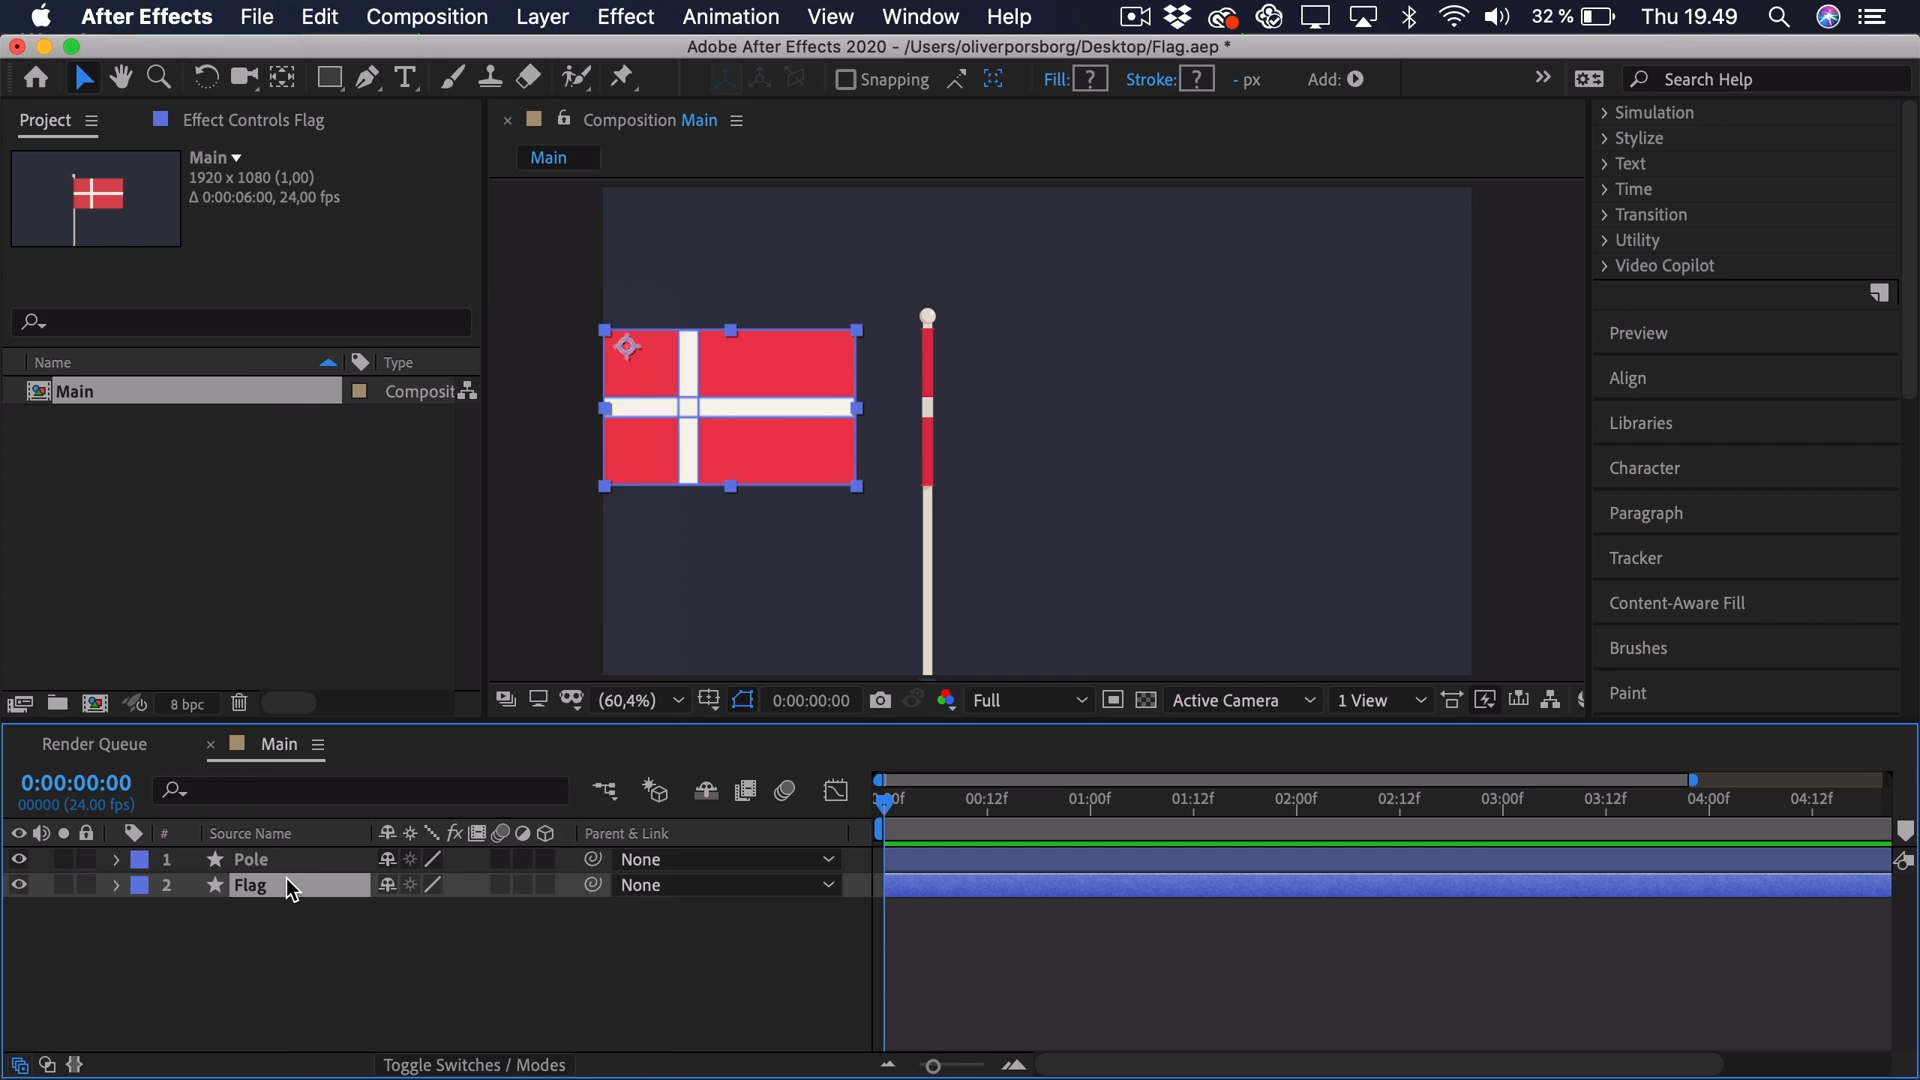 After Effects File Edit Composition Layer Effect Animation View Window Help 32 % Thu 19.49
Adobe After Effects 2020 - /Users/oliverporsborg/Desktop/Flag.aep *
Snapping Fill: ? Stroke: ? - px Add: Search Help
Project Effect Controls Flag
Main
1920 x 1080 (1,00)
Δ 0:00:06:00, 24,00 fps
Name Type
Main Composit
8 bpc
Composition Main
Main
(60,4%) 0:00:00:00 Full Active Camera 1 View
Simulation
Stylize
Text
Time
Transition
Utility
Video Copilot
Preview
Align
Libraries
Character
Paragraph
Tracker
Content-Aware Fill
Brushes
Paint
Render Queue Main
0:00:00:00
00000 (24.00 fps)
00:12f 01:00f 01:12f 02:00f 02:12f 03:00f 03:12f 04:00f 04:12f
# Source Name fx Parent & Link
1 Pole None
2 Flag None
Toggle Switches / Modes